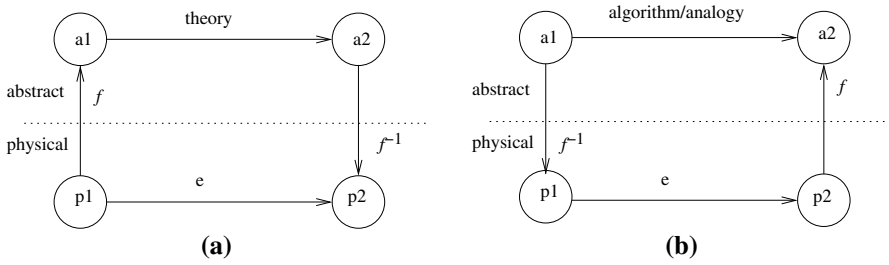 theory
a1
a2
abstract
f
physical
f⁻¹
e
p1
p2
(a)
algorithm/analogy
a1
a2
abstract
f
physical
f⁻¹
e
p1
p2
(b)